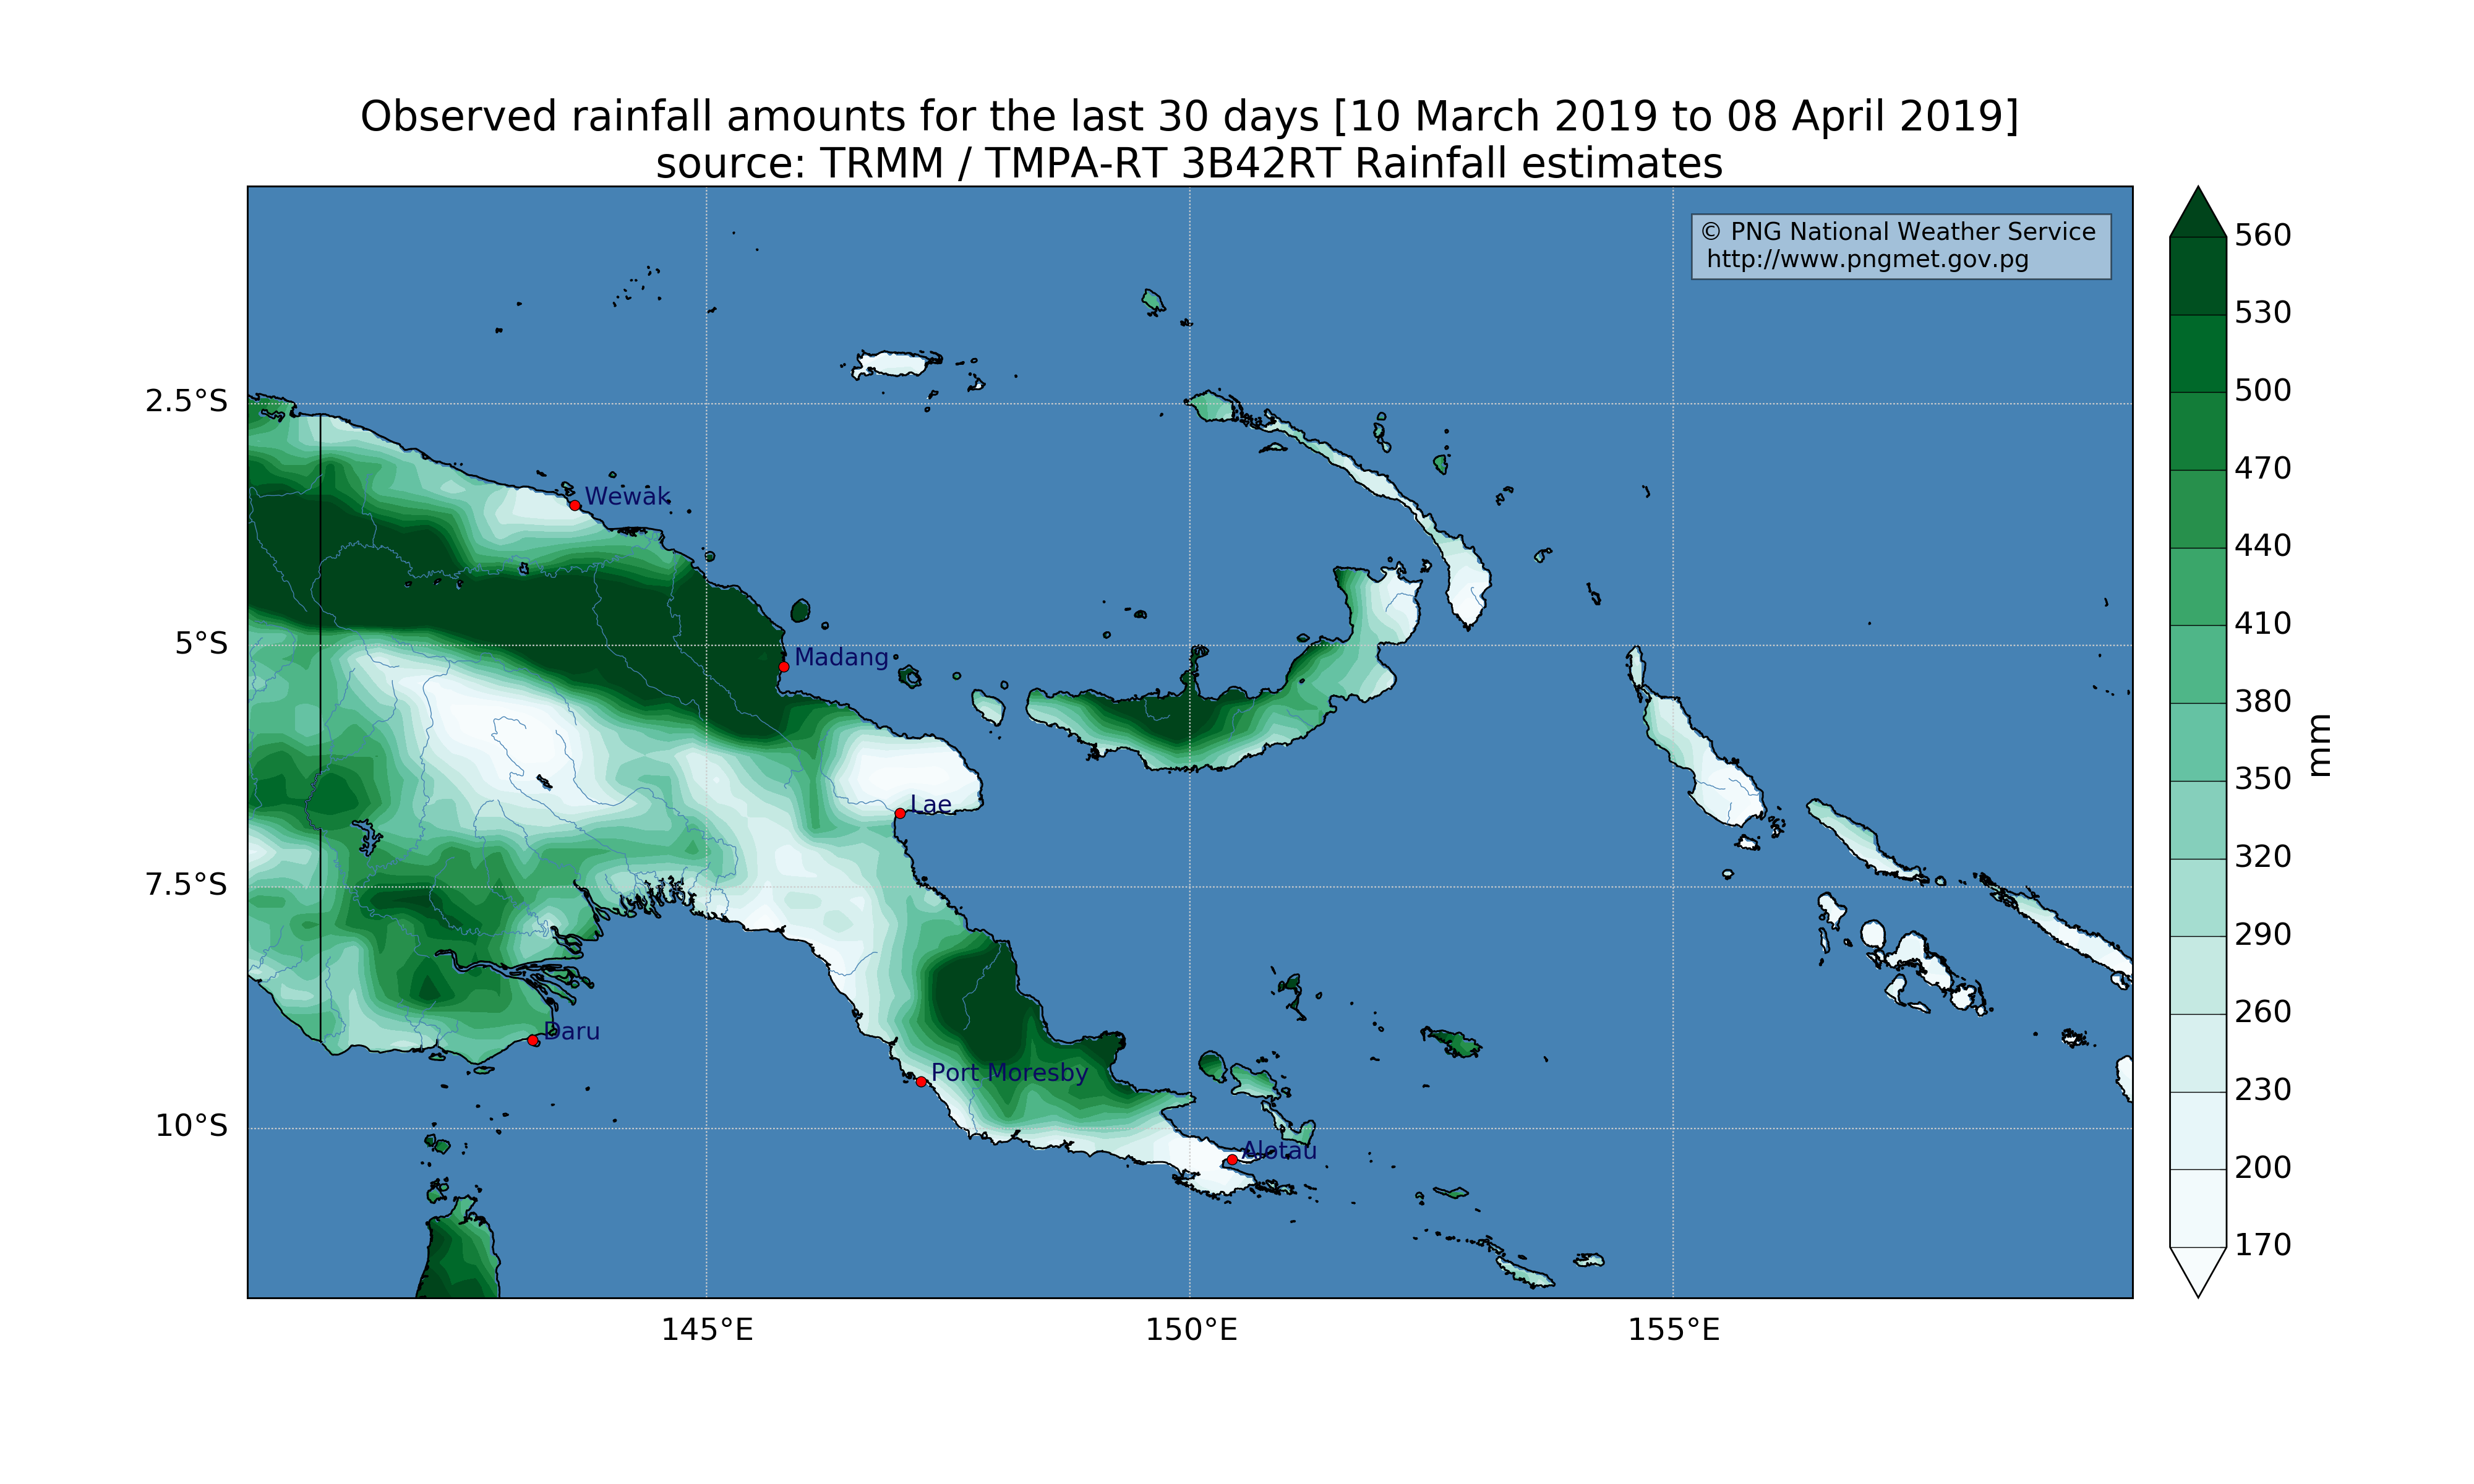 Observed rainfall amounts for the last 30 days [10 March 2019 to 08 April 2019]
source: TRMM / TMPA-RT 3B42RT Rainfall estimates
© PNG National Weather Service
http://www.pngmet.gov.pg
2.5°S
5°S
7.5°S
10°S
Wewak
Madang
Lae
Daru
Port Moresby
Alotau
145°E
150°E
155°E
560
530
500
470
440
410
380
350
320
290
260
230
200
170
mm